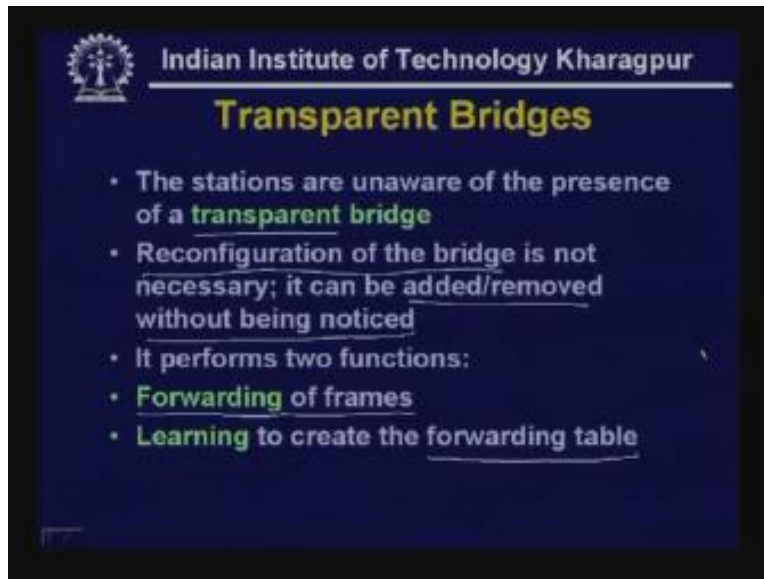 Indian Institute of Technology Kharagpur
Transparent Bridges
• The stations are unaware of the presence
of a transparent bridge
• Reconfiguration of the bridge is not
necessary; it can be added/removed
without being noticed
• It performs two functions:
• Forwarding of frames
• Learning to create the forwarding table